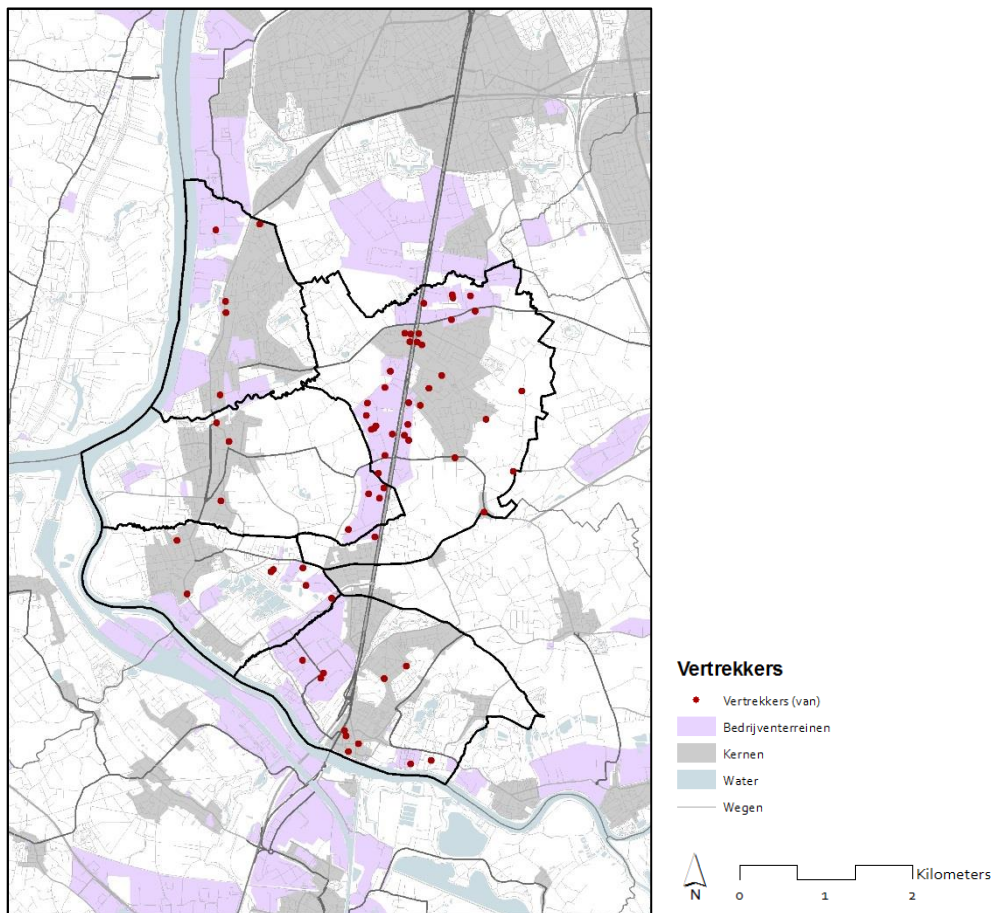 Vertrekkers
Vertrekkers (van)
Bedrijventerreinen
Kernen
Water
Wegen
N
Kilometers
0 1 2